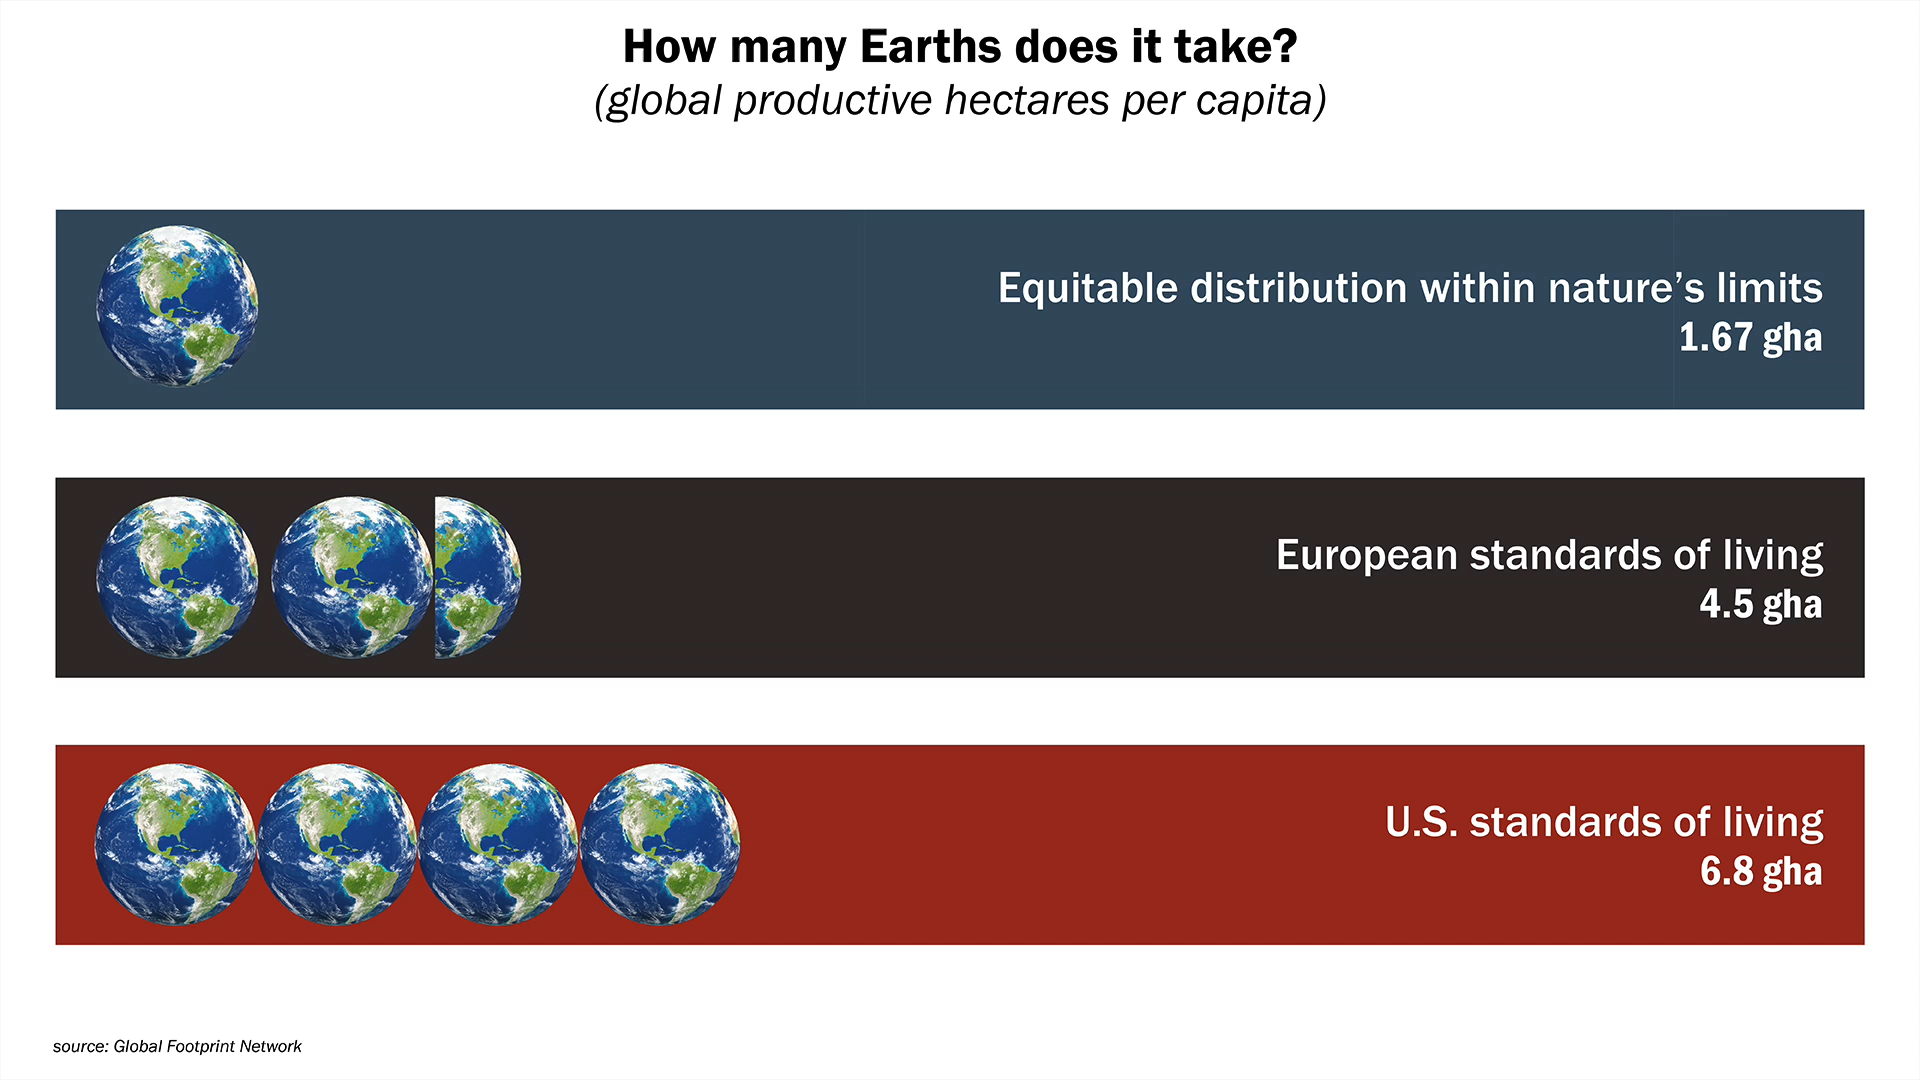 How many Earths does it take?
(global productive hectares per capita)
Equitable distribution within nature’s limits
1.67 gha
European standards of living
4.5 gha
U.S. standards of living
6.8 gha
source: Global Footprint Network